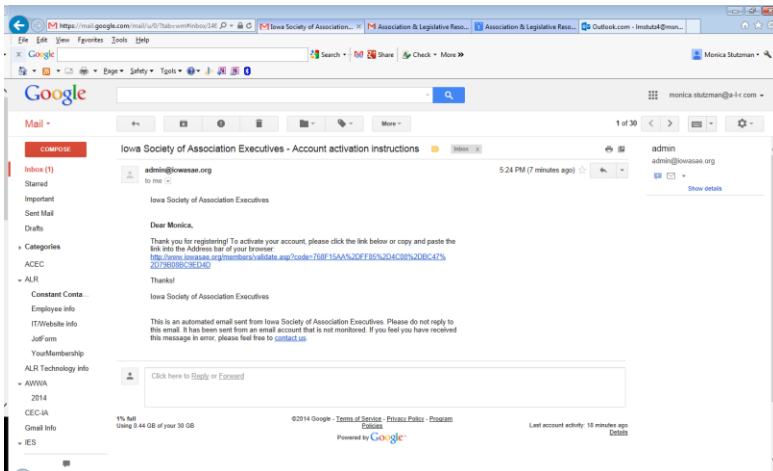 https://mail.google.com/mail/u/0/?tab=wm#inbox/14
Iowa Society of Association...
Association & Legislative Reso...
Association & Legislative Reso...
Outlook.com - lmstutz4@msn...
File Edit View Favorites Tools Help
Google
Search
Share
Check
More »
Monica Stutzman
Page Safety Tools
Google
monica.stutzman@a-l-r.com
Mail
More
1 of 30
COMPOSE
Iowa Society of Association Executives - Account activation instructions
Inbox x
admin
admin@iowasae.org
Show details
Inbox (1)
Starred
Important
Sent Mail
Drafts
Categories
ACEC
ALR
Constant Conta...
Employee info
IT/Website info
JotForm
YourMembership
ALR Technology info
AWWA
2014
CEC-IA
Gmail Info
IES
admin@iowasae.org
to me
5:24 PM (7 minutes ago)
Iowa Society of Association Executives
Dear Monica,
Thank you for registering! To activate your account, please click the link below or copy and paste the
link into the Address bar of your browser:
http://www.iowasae.org/members/validate.asp?code=768F15AA%2DFF85%2D4C08%2DBC47%
2D79B08BC9ED4D
Thanks!
Iowa Society of Association Executives
This is an automated email sent from Iowa Society of Association Executives. Please do not reply to
this email. It has been sent from an email account that is not monitored. If you feel you have received
this message in error, please feel free to contact us.
Click here to Reply or Forward
1% full
Using 0.44 GB of your 30 GB
©2014 Google - Terms of Service - Privacy Policy - Program
Policies
Powered by Google
Last account activity: 18 minutes ago
Details